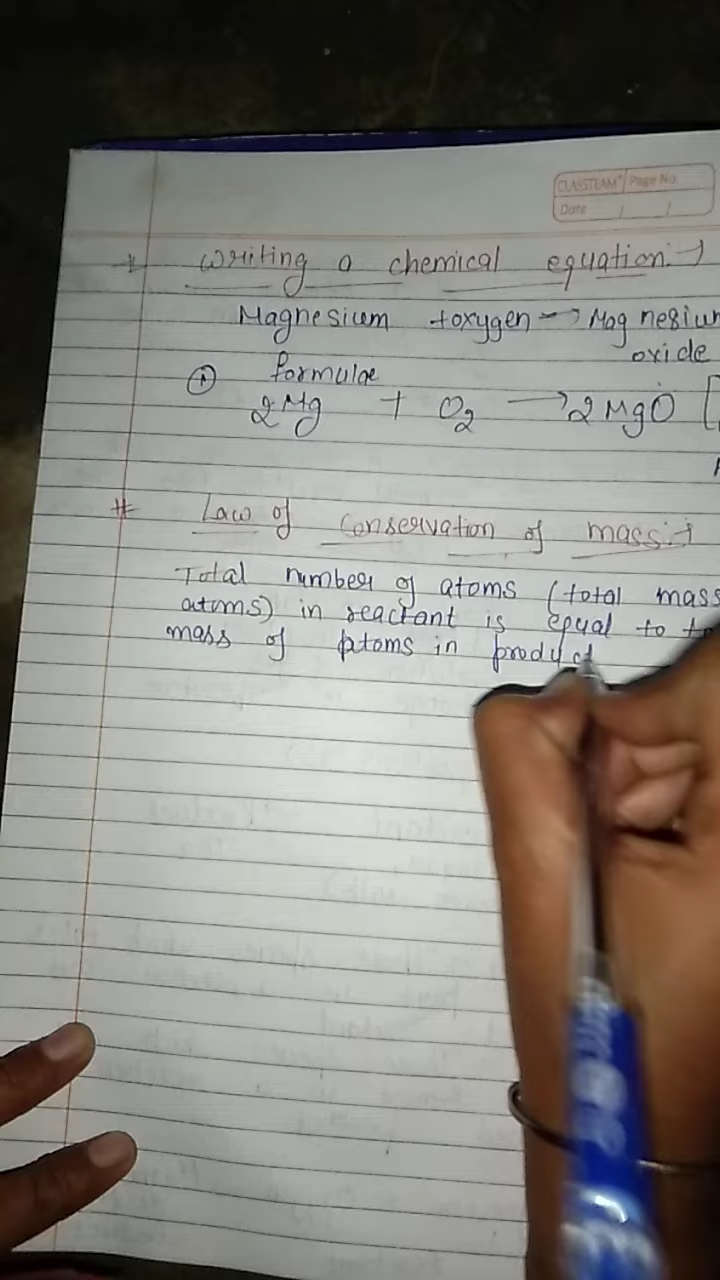 CLASSTEAM Page No.
Date / /
# Writing a chemical equation:→
Magnesium +oxygen → Magnesium
oxide
formulae
2Mg + O₂ → 2MgO [
# Law of Conservation of mass:→
Total number of atoms (total mass
atoms) in reactant is equal to
mass of atoms in product